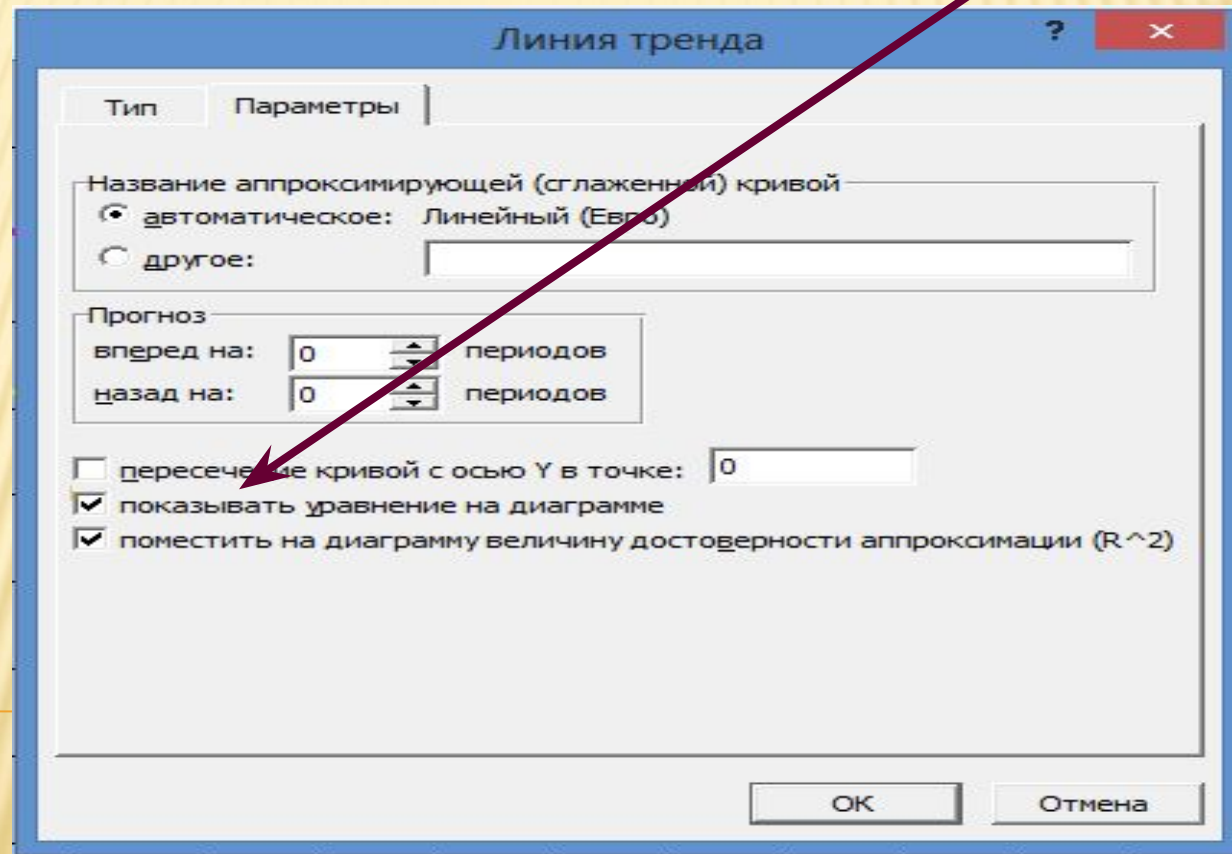 Линия тренда ?
Тип Параметры
Название аппроксимирующей (сглаженной) кривой
автоматическое: Линейный (Евро)
другое:
Прогноз
вперед на: 0 периодов
назад на: 0 периодов
пересечение кривой с осью Y в точке: 0
показывать уравнение на диаграмме
поместить на диаграмму величину достоверности аппроксимации (R^2)
ОК Отмена